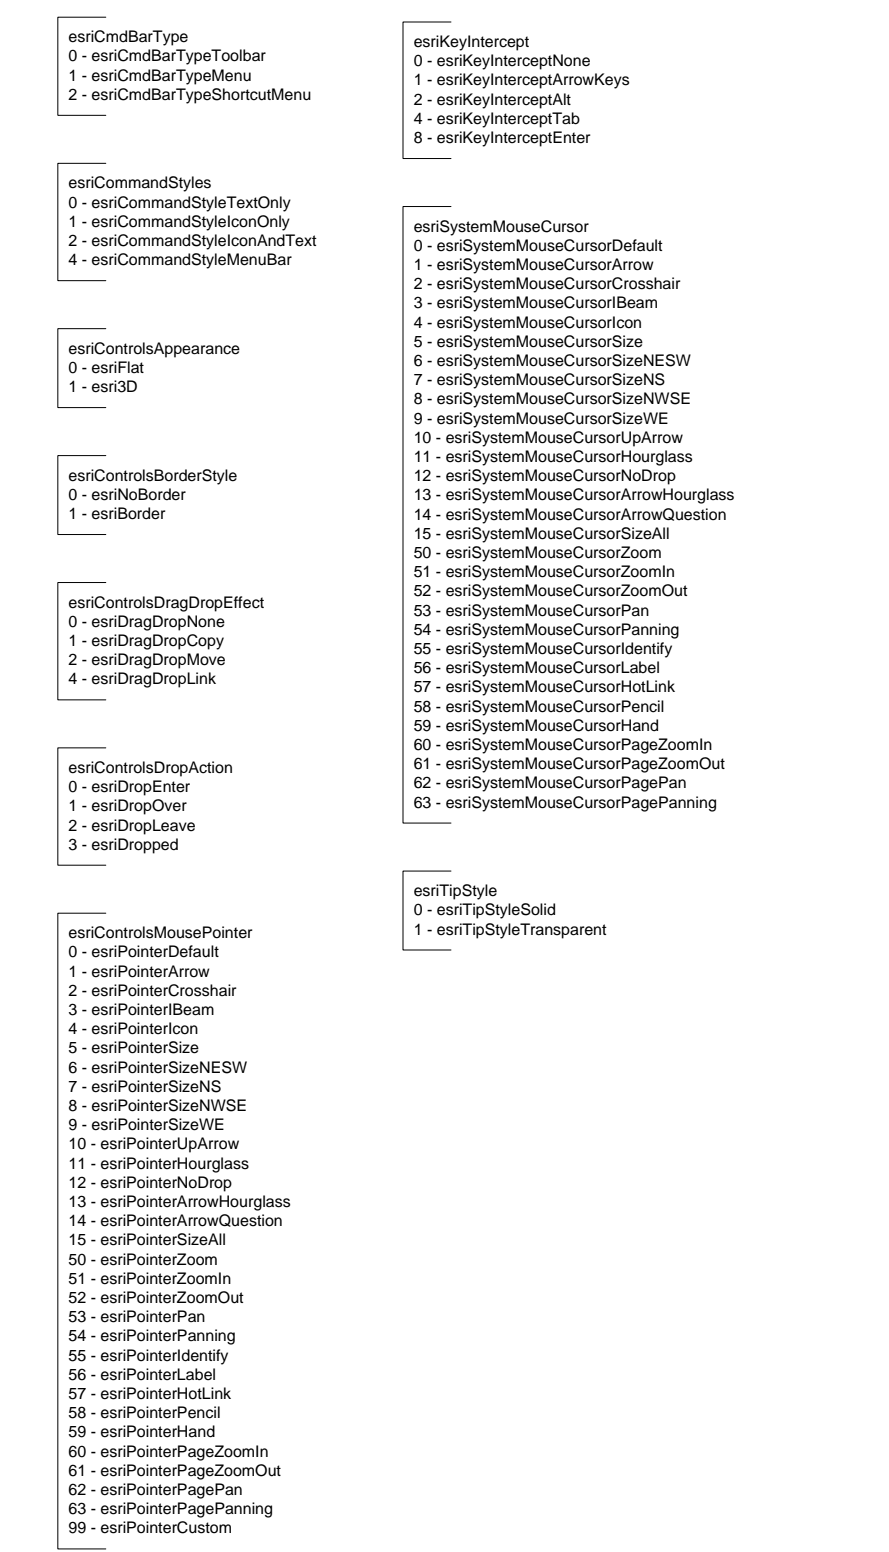 esriCmdBarType
0 - esriCmdBarTypeToolbar
1 - esriCmdBarTypeMenu
2 - esriCmdBarTypeShortcutMenu
esriCommandStyles
0 - esriCommandStyleTextOnly
1 - esriCommandStyleIconOnly
2 - esriCommandStyleIconAndText
4 - esriCommandStyleMenuBar
esriControlsAppearance
0 - esriFlat
1 - esri3D
esriControlsBorderStyle
0 - esriNoBorder
1 - esriBorder
esriControlsDragDropEffect
0 - esriDragDropNone
1 - esriDragDropCopy
2 - esriDragDropMove
4 - esriDragDropLink
esriControlsDropAction
0 - esriDropEnter
1 - esriDropOver
2 - esriDropLeave
3 - esriDropped
esriControlsMousePointer
0 - esriPointerDefault
1 - esriPointerArrow
2 - esriPointerCrosshair
3 - esriPointerIBeam
4 - esriPointerIcon
5 - esriPointerSize
6 - esriPointerSizeNESW
7 - esriPointerSizeNS
8 - esriPointerSizeNWSE
9 - esriPointerSizeWE
10 - esriPointerUpArrow
11 - esriPointerHourglass
12 - esriPointerNoDrop
13 - esriPointerArrowHourglass
14 - esriPointerArrowQuestion
15 - esriPointerSizeAll
50 - esriPointerZoom
51 - esriPointerZoomIn
52 - esriPointerZoomOut
53 - esriPointerPan
54 - esriPointerPanning
55 - esriPointerIdentify
56 - esriPointerLabel
57 - esriPointerHotLink
58 - esriPointerPencil
59 - esriPointerHand
60 - esriPointerPageZoomIn
61 - esriPointerPageZoomOut
62 - esriPointerPagePan
63 - esriPointerPagePanning
99 - esriPointerCustom
esriKeyIntercept
0 - esriKeyInterceptNone
1 - esriKeyInterceptArrowKeys
2 - esriKeyInterceptAlt
4 - esriKeyInterceptTab
8 - esriKeyInterceptEnter
esriSystemMouseCursor
0 - esriSystemMouseCursorDefault
1 - esriSystemMouseCursorArrow
2 - esriSystemMouseCursorCrosshair
3 - esriSystemMouseCursorIBeam
4 - esriSystemMouseCursorIcon
5 - esriSystemMouseCursorSize
6 - esriSystemMouseCursorSizeNESW
7 - esriSystemMouseCursorSizeNS
8 - esriSystemMouseCursorSizeNWSE
9 - esriSystemMouseCursorSizeWE
10 - esriSystemMouseCursorUpArrow
11 - esriSystemMouseCursorHourglass
12 - esriSystemMouseCursorNoDrop
13 - esriSystemMouseCursorArrowHourglass
14 - esriSystemMouseCursorArrowQuestion
15 - esriSystemMouseCursorSizeAll
50 - esriSystemMouseCursorZoom
51 - esriSystemMouseCursorZoomIn
52 - esriSystemMouseCursorZoomOut
53 - esriSystemMouseCursorPan
54 - esriSystemMouseCursorPanning
55 - esriSystemMouseCursorIdentify
56 - esriSystemMouseCursorLabel
57 - esriSystemMouseCursorHotLink
58 - esriSystemMouseCursorPencil
59 - esriSystemMouseCursorHand
60 - esriSystemMouseCursorPageZoomIn
61 - esriSystemMouseCursorPageZoomOut
62 - esriSystemMouseCursorPagePan
63 - esriSystemMouseCursorPagePanning
esriTipStyle
0 - esriTipStyleSolid
1 - esriTipStyleTransparent